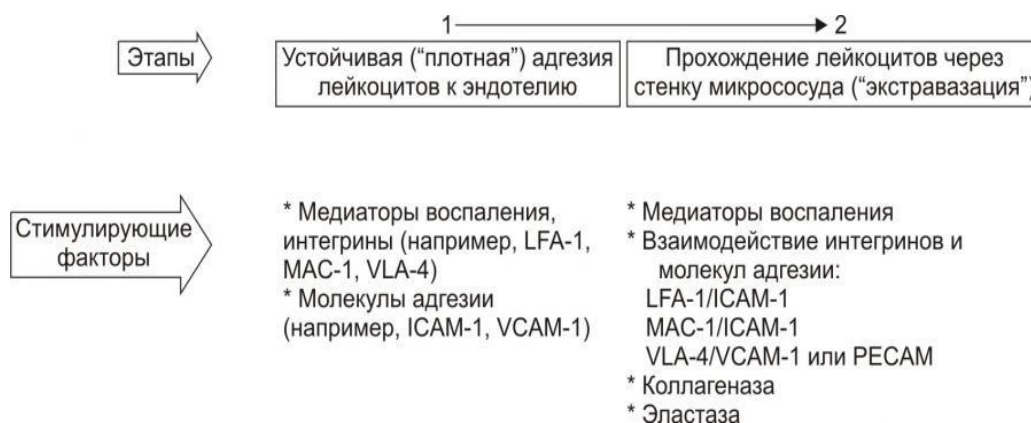 1 2
Этапы
Устойчивая (“плотная”) адгезия
лейкоцитов к эндотелию
Прохождение лейкоцитов через
стенку микрососуда (“экстравазация”)
Стимулирующие
факторы
* Медиаторы воспаления,
интегрины (например, LFA-1,
MAC-1, VLA-4)
* Молекулы адгезии
(например, ICAM-1, VCAM-1)
* Медиаторы воспаления
* Взаимодействие интегринов и
молекул адгезии:
LFA-1/ICAM-1
MAC-1/ICAM-1
VLA-4/VCAM-1 или PECAM
* Коллагеназа
* Эластаза